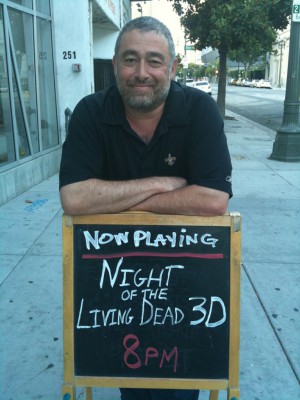 251
NOW PLAYING
NIGHT
OF THE
LIVING DEAD 3D
8PM